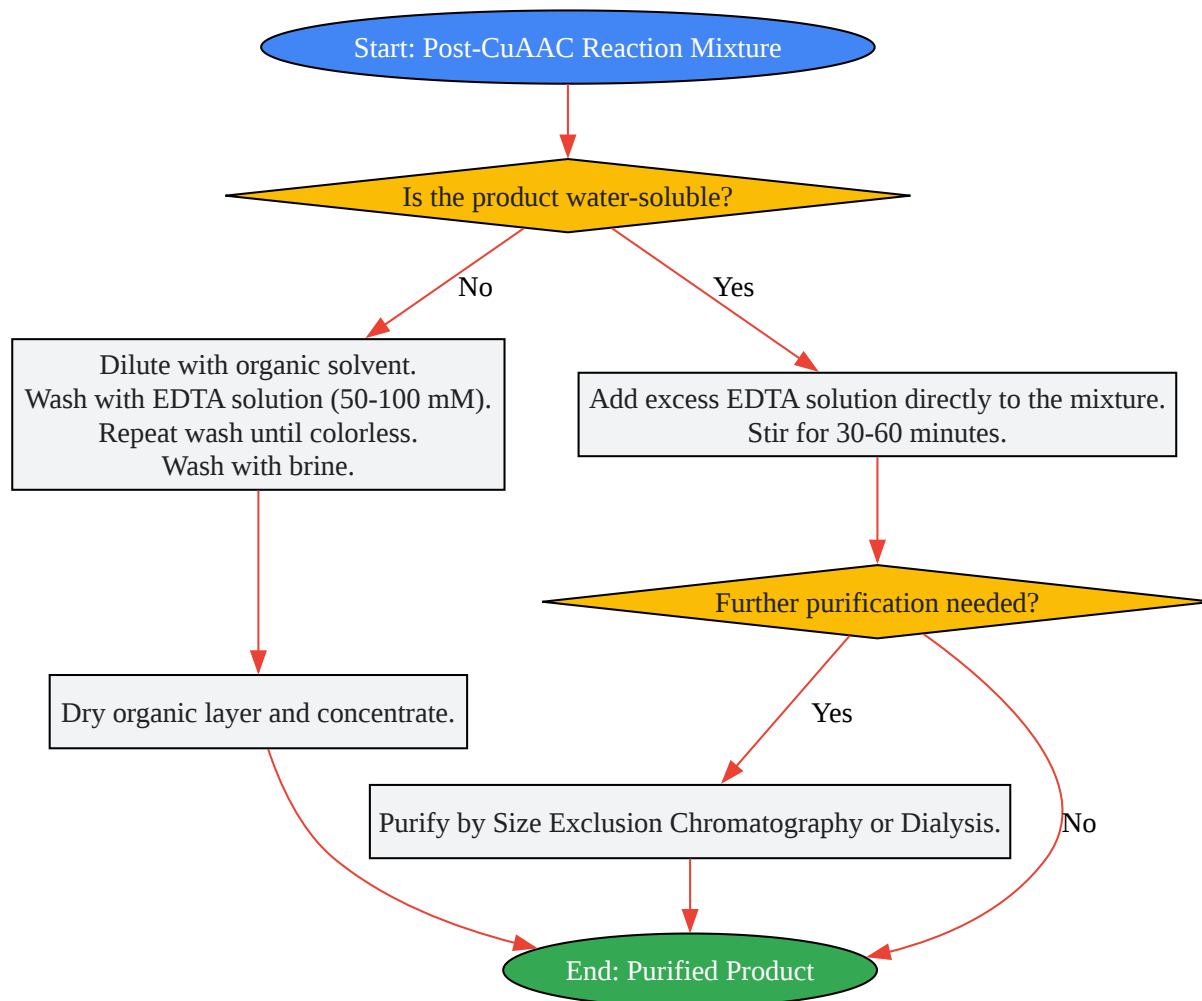 Start: Post-CuAAC Reaction Mixture
Is the product water-soluble?
No
Yes
Dilute with organic solvent.
Wash with EDTA solution (50-100 mM).
Repeat wash until colorless.
Wash with brine.
Add excess EDTA solution directly to the mixture.
Stir for 30-60 minutes.
Further purification needed?
Dry organic layer and concentrate.
Yes
No
Purify by Size Exclusion Chromatography or Dialysis.
End: Purified Product